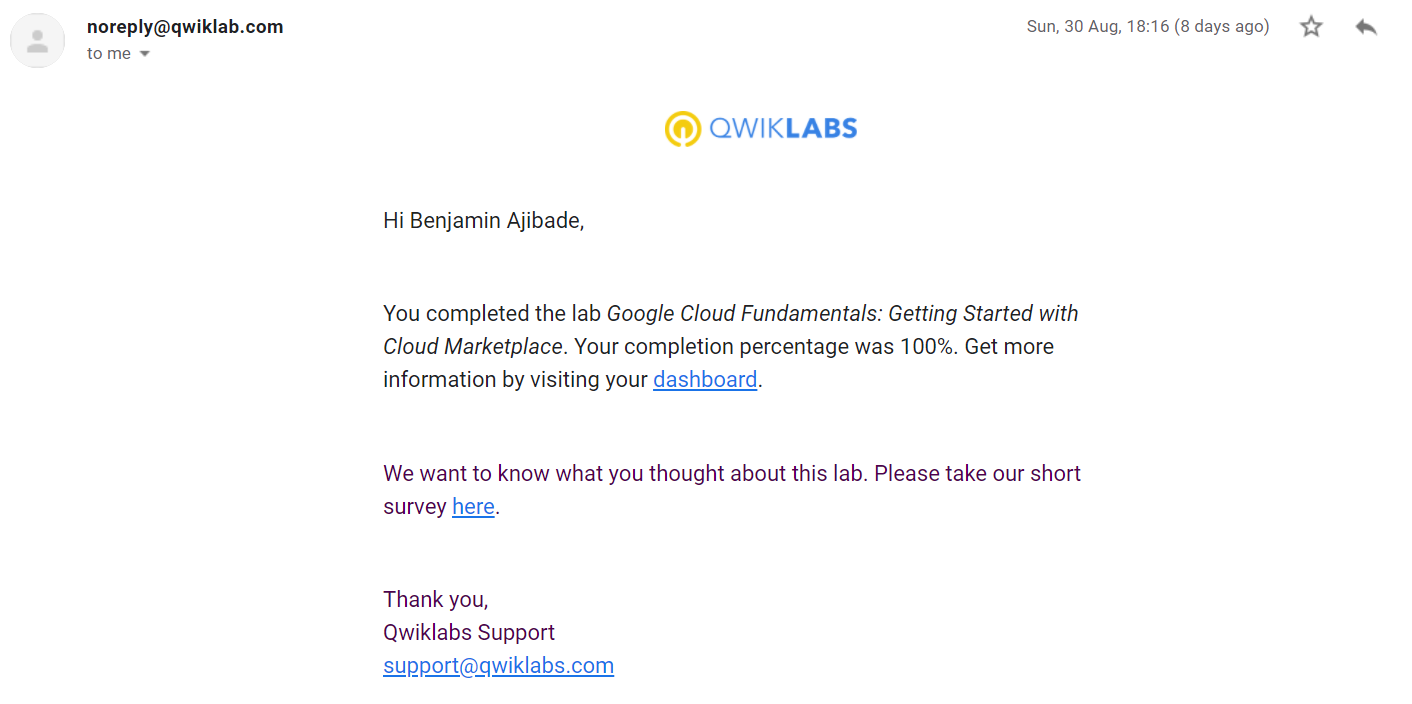 noreply@qwiklab.com
Sun, 30 Aug, 18:16 (8 days ago)
to me
QWIKLABS
Hi Benjamin Ajibade,
You completed the lab Google Cloud Fundamentals: Getting Started with
Cloud Marketplace. Your completion percentage was 100%. Get more
information by visiting your dashboard.
We want to know what you thought about this lab. Please take our short
survey here.
Thank you,
Qwiklabs Support
support@qwiklabs.com